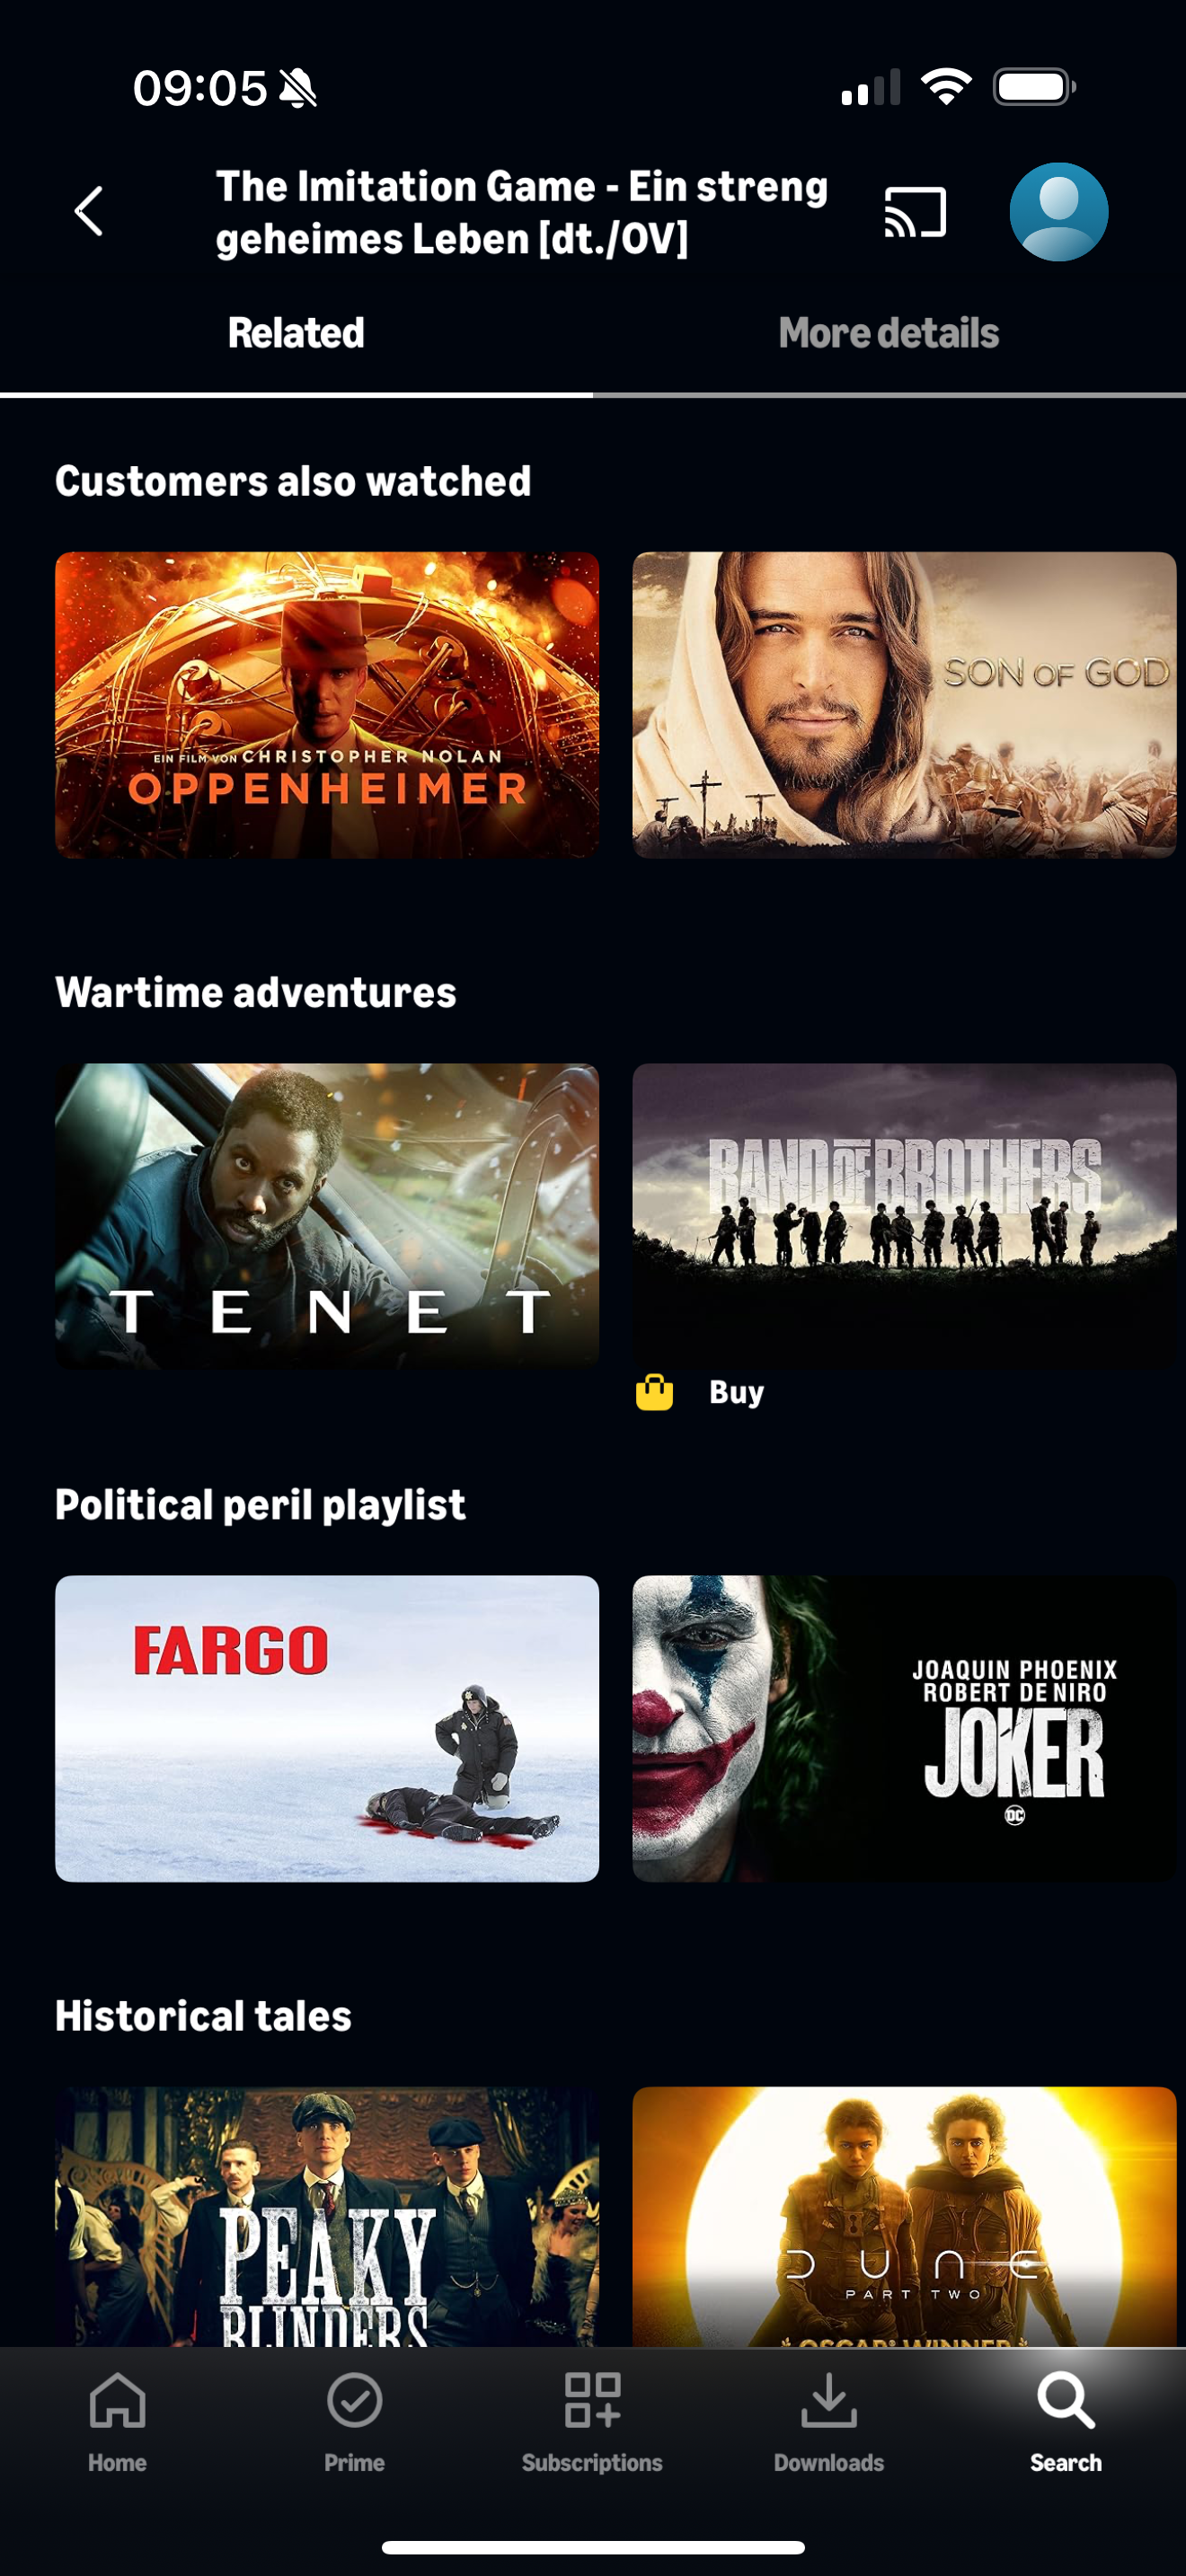 09:05
The Imitation Game - Ein streng
geheimes Leben [dt./OV]
Related
More details
Customers also watched
EIN FILM VON CHRISTOPHER NOLAN
OPPENHEIMER
SON OF GOD
Wartime adventures
TENET
BAND OF BROTHERS
Buy
Political peril playlist
FARGO
JOAQUIN PHOENIX
ROBERT DE NIRO
JOKER
DC
Historical tales
PEAKY
BLINDERS
DUNE
PART TWO
OSCAR® WINNER
Home
Prime
Subscriptions
Downloads
Search